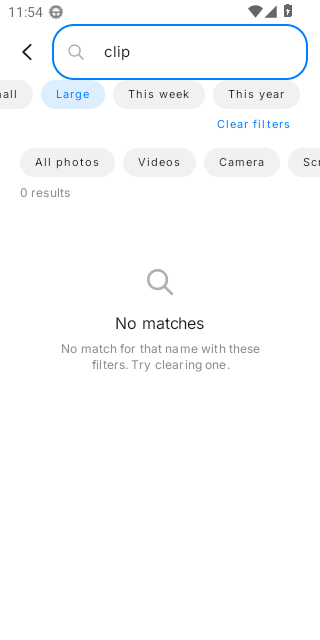 11:54
clip
Large
This week
This year
Clear filters
All photos
Videos
Camera
0 results
No matches
No match for that name with these
filters. Try clearing one.